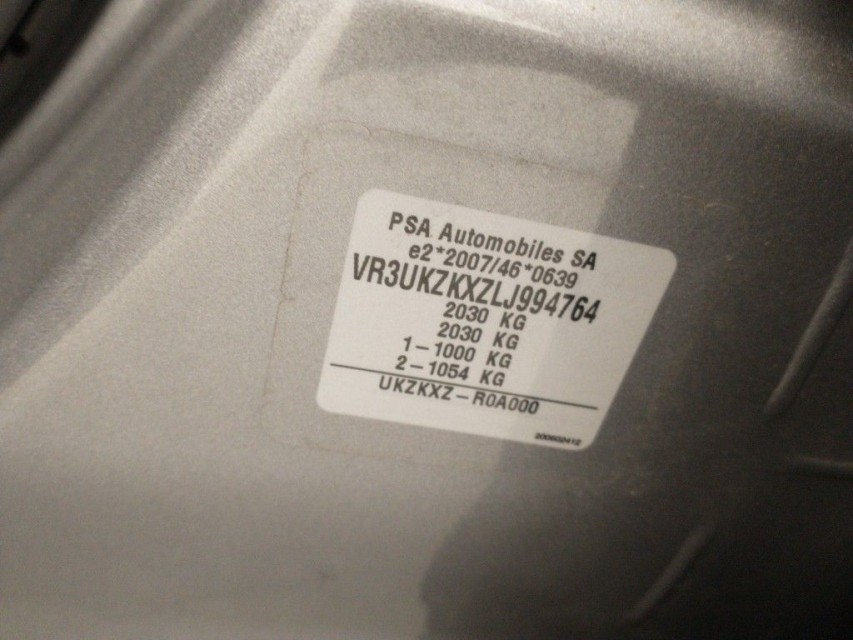 PSA Automobiles SA
e2*2007/46*0639
VR3UKZKXZLJ994764
2030 KG
2030 KG
1-1000 KG
2-1054 KG
UKZKXZ-R0A000